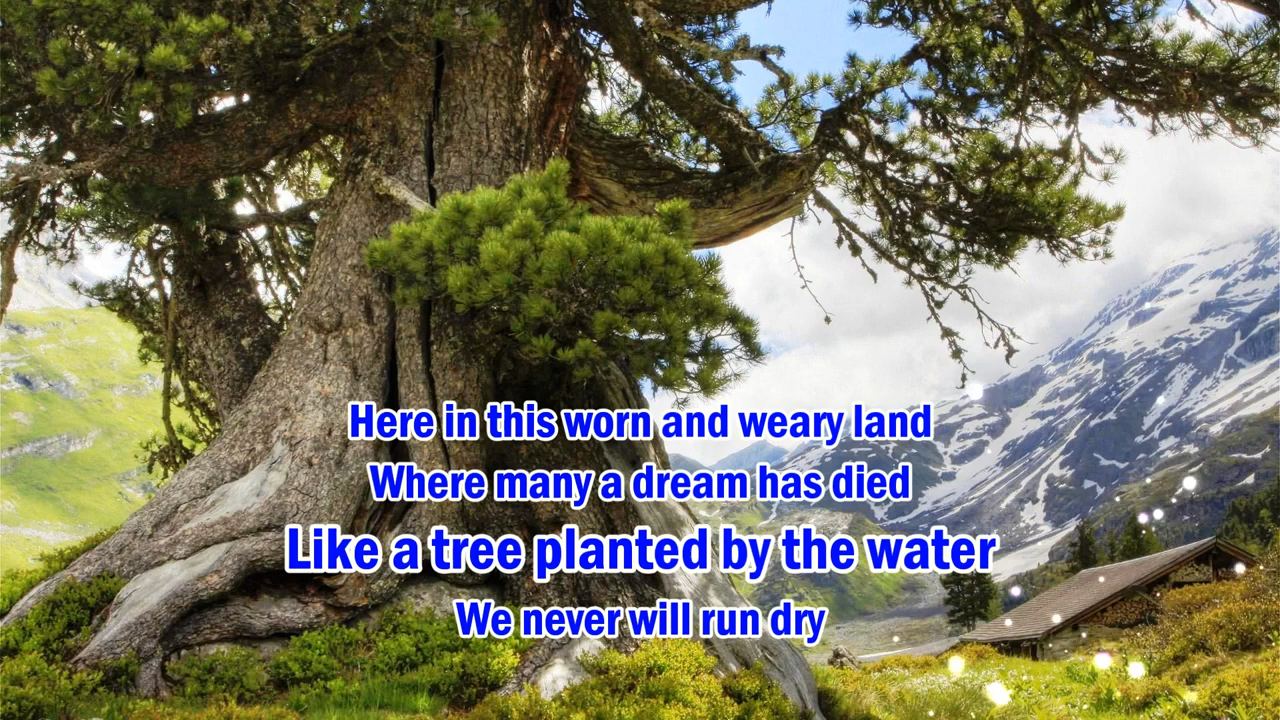 Here in this worn and weary land
Where many a dream has died
Like a tree planted by the water
We never will run dry